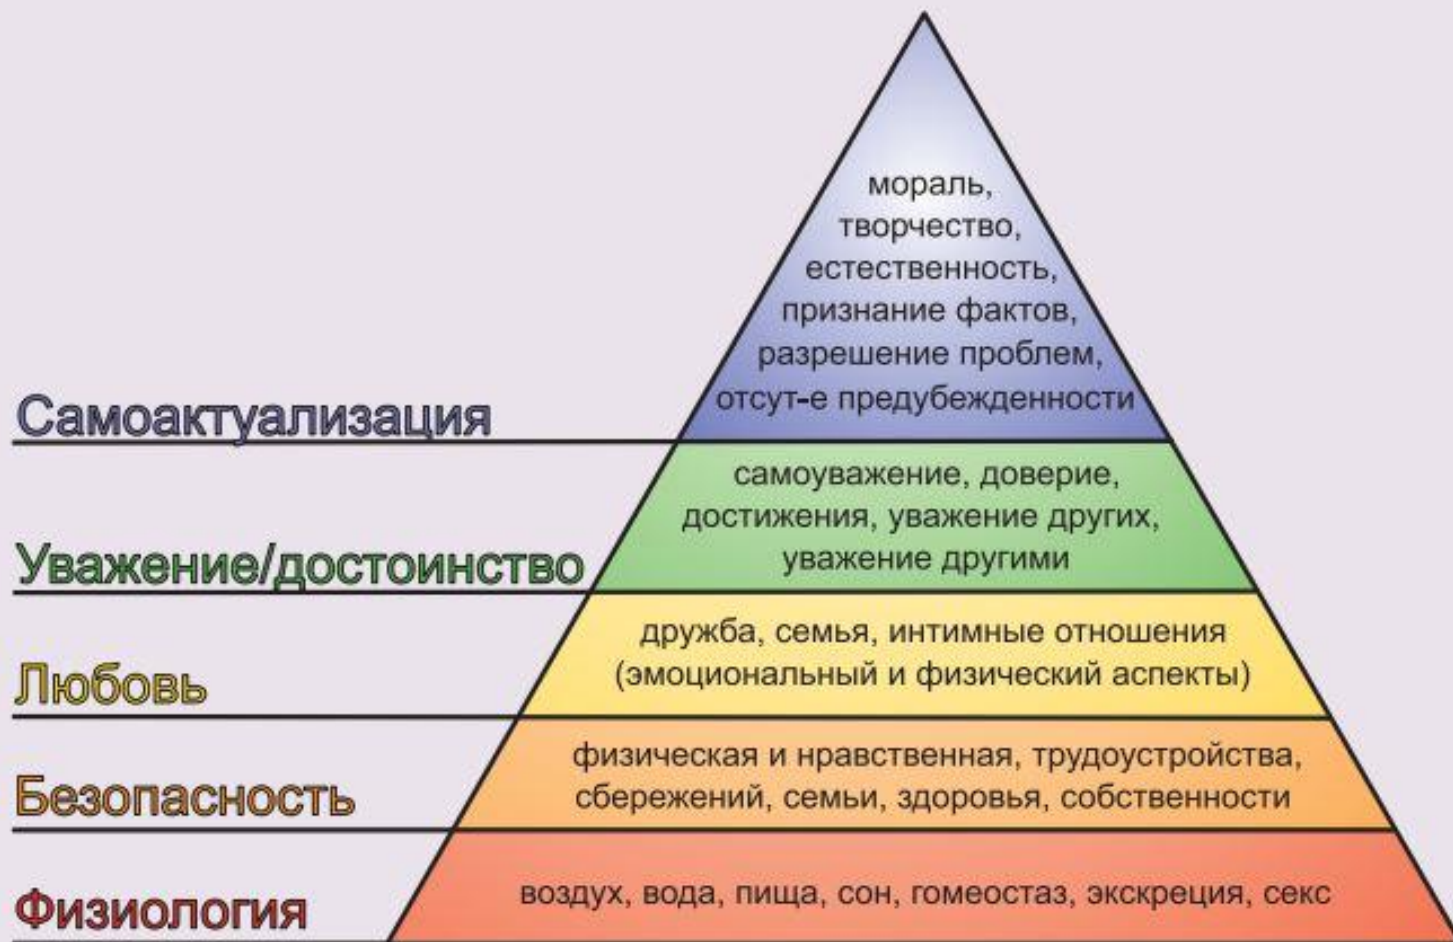 мораль,
творчество,
естественность,
признание фактов,
разрешение проблем,
отсут-е предубежденности
Самоактуализация
самоуважение, доверие,
достижения, уважение других,
уважение другими
Уважение/достоинство
дружба, семья, интимные отношения
(эмоциональный и физический аспекты)
Любовь
физическая и нравственная, трудоустройства,
сбережений, семьи, здоровья, собственности
Безопасность
воздух, вода, пища, сон, гомеостаз, экскреция, секс
Физиология